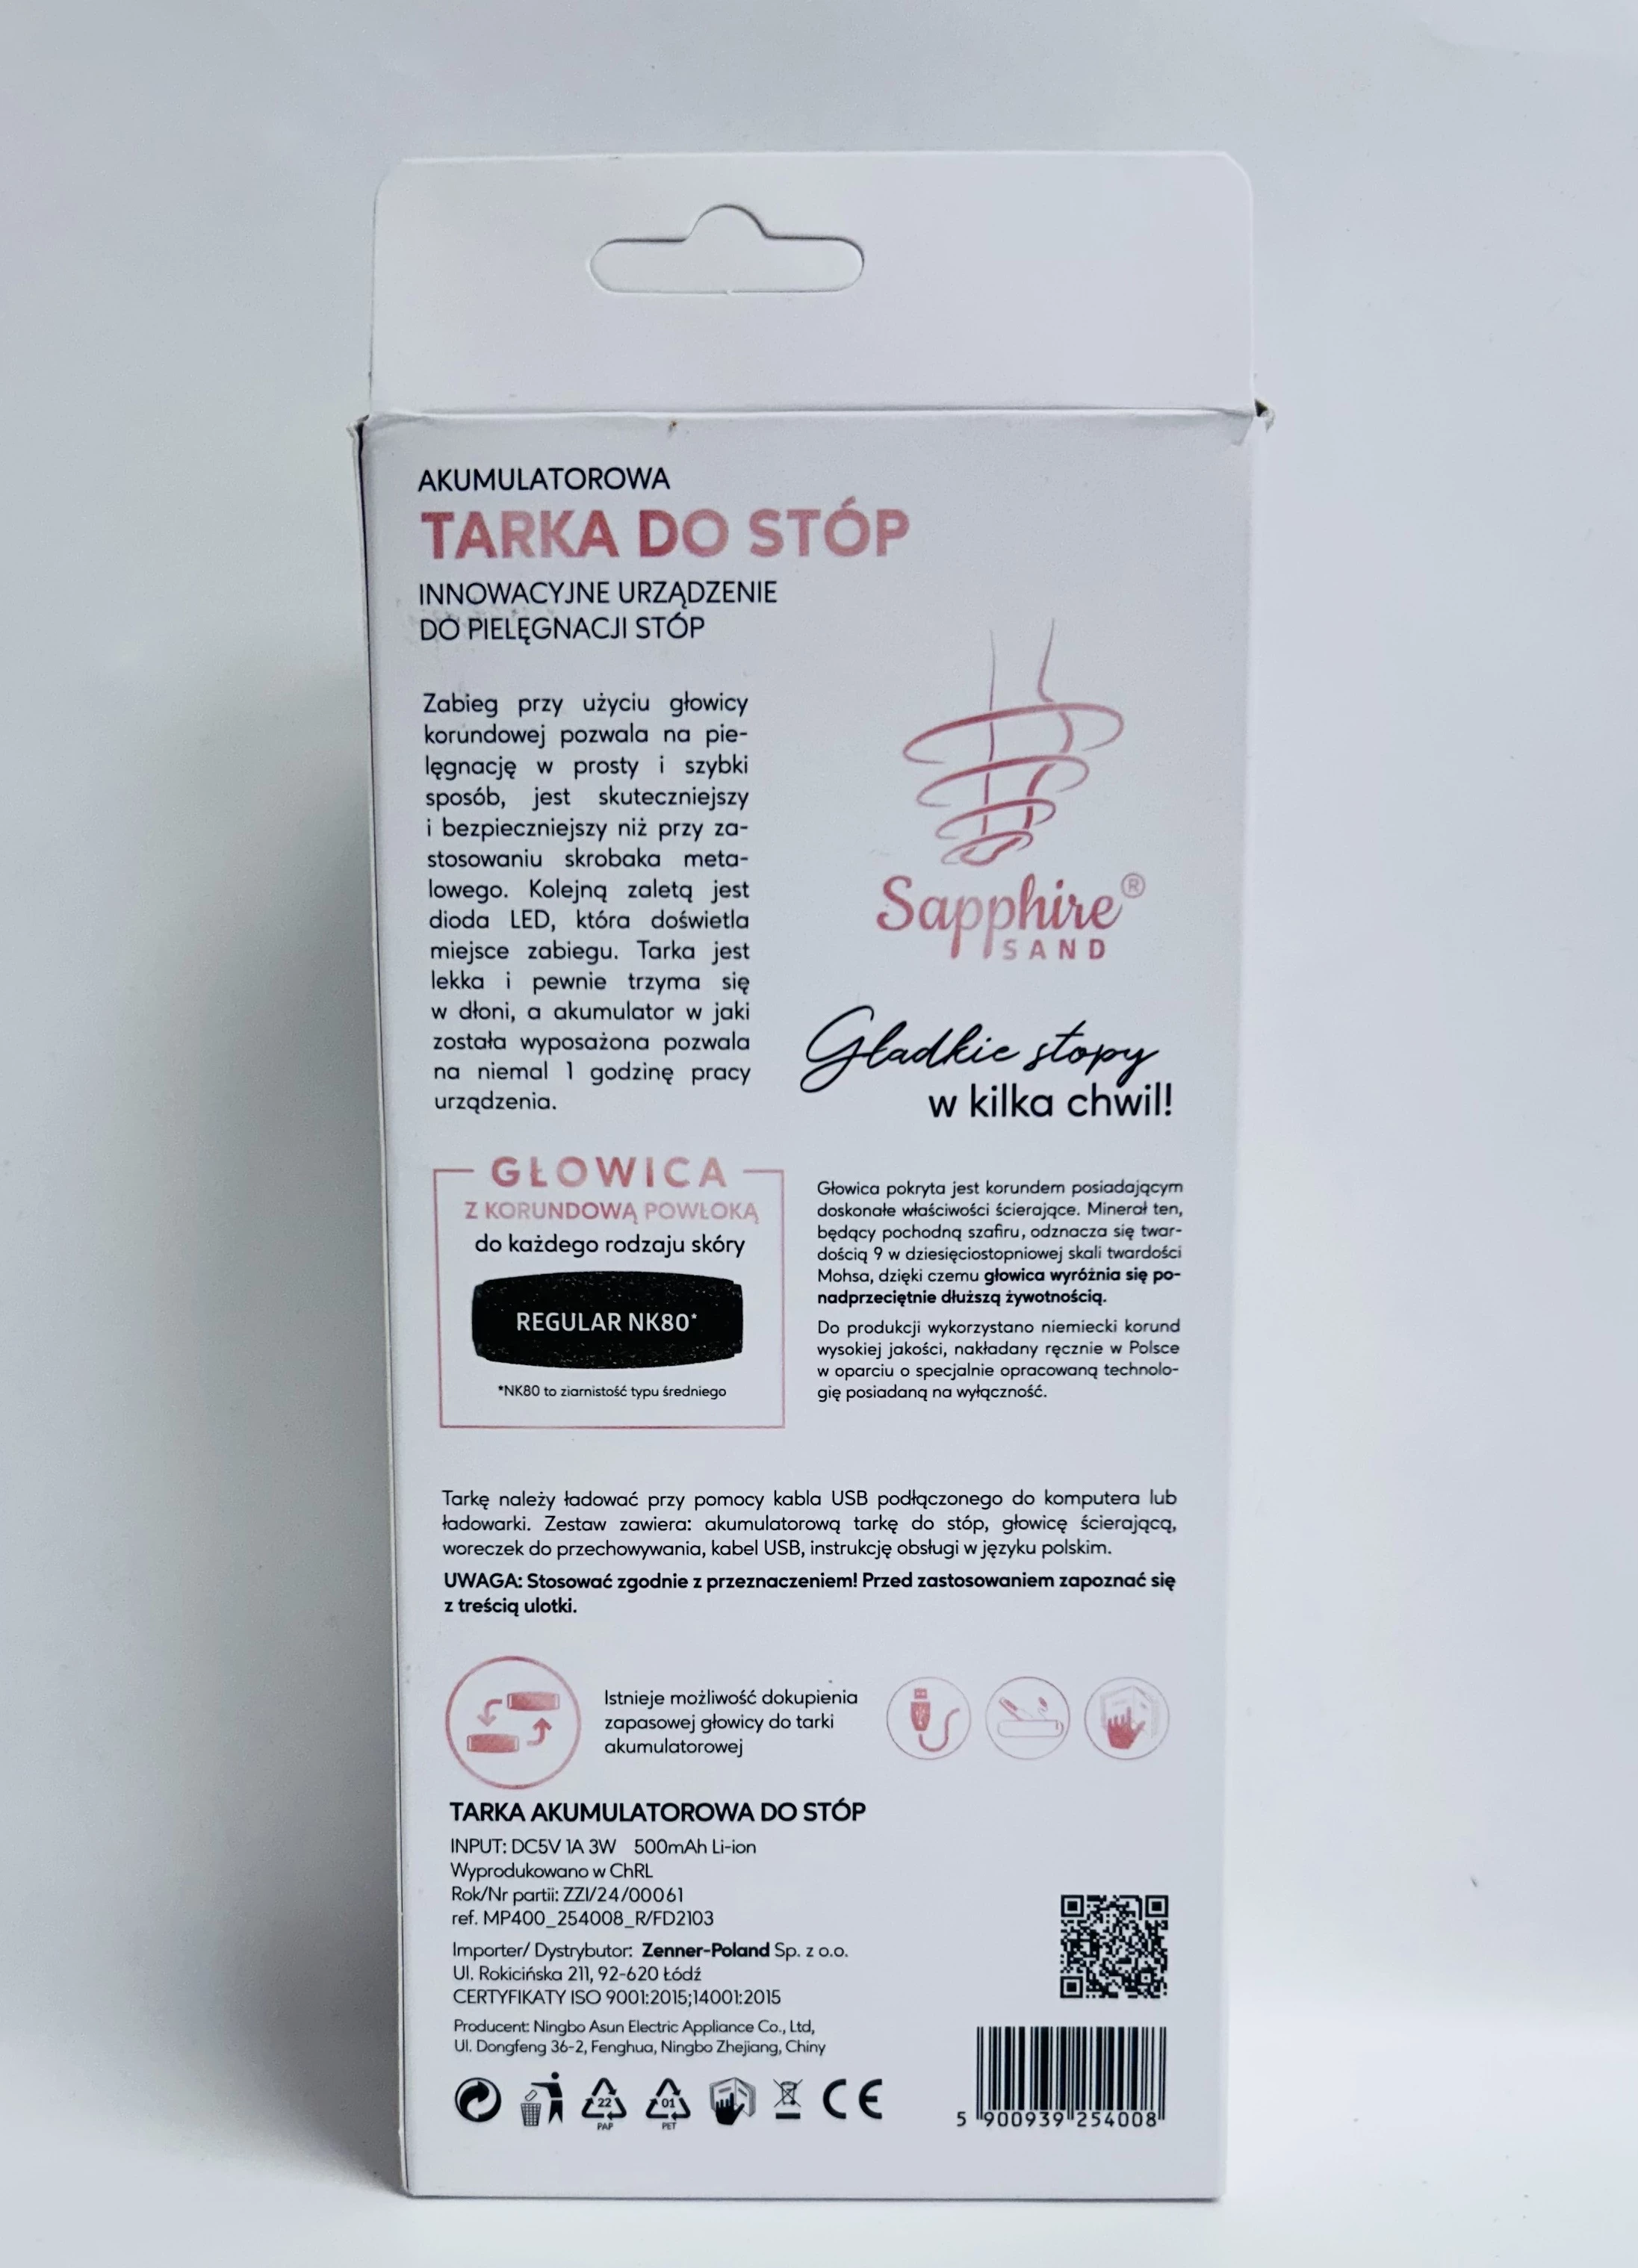 AKUMULATOROWA
TARKA DO STÓP
INNOWACYJNE URZĄDZENIE
DO PIELĘGNACJI STÓP
Zabieg przy użyciu głowicy
korundowej pozwala na pie-
lęgnację w prosty i szybki
sposób, jest skuteczniejszy
i bezpieczniejszy niż przy za-
stosowaniu skrobaka meta-
lowego. Kolejną zaletą jest
dioda LED, która doświetla
miejsce zabiegu. Tarka jest
lekka i pewnie trzyma się
w dłoni, a akumulator w jaki
została wyposażona pozwala
na niemal 1 godzinę pracy
urządzenia.
Sapphire®
SAND
Gładkie stopy
w kilka chwil!
GŁOWICA
Z KORUNDOWĄ POWŁOKĄ
do każdego rodzaju skóry
REGULAR NK80*
*NK80 to ziarnistość typu średniego
Głowica pokryta jest korundem posiadającym
doskonałe właściwości ścierające. Minerał ten,
będący pochodną szafiru, odznacza się twar-
dością 9 w dziesięciostopniowej skali twardości
Mohsa, dzięki czemu głowica wyróżnia się po-
nadprzeciętnie dłuższą żywotnością.
Do produkcji wykorzystano niemiecki korund
wysokiej jakości, nakładany ręcznie w Polsce
w oparciu o specjalnie opracowaną technolo-
gię posiadaną na wyłączność.
Tarkę należy ładować przy pomocy kabla USB podłączonego do komputera lub
ładowarki. Zestaw zawiera: akumulatorową tarkę do stóp, głowicę ścierającą,
woreczek do przechowywania, kabel USB, instrukcję obsługi w języku polskim.
UWAGA: Stosować zgodnie z przeznaczeniem! Przed zastosowaniem zapoznać się
z treścią ulotki.
Istnieje możliwość dokupienia
zapasowej głowicy do tarki
akumulatorowej
TARKA AKUMULATOROWA DO STÓP
INPUT: DC5V 1A 3W 500mAh Li-ion
Wyprodukowano w ChRL
Rok/Nr partii: ZZI/24/00061
ref. MP400_254008_R/FD2103
Importer/ Dystrybutor: Zenner-Poland Sp. z o.o.
Ul. Rokicińska 211, 92-620 Łódź
CERTYFIKATY ISO 9001:2015;14001:2015
Producent: Ningbo Asun Electric Appliance Co., Ltd,
Ul. Dongfeng 36-2, Fenghua, Ningbo Zhejiang, Chiny
22
PAP
01
PET
CE
5 900939 254008